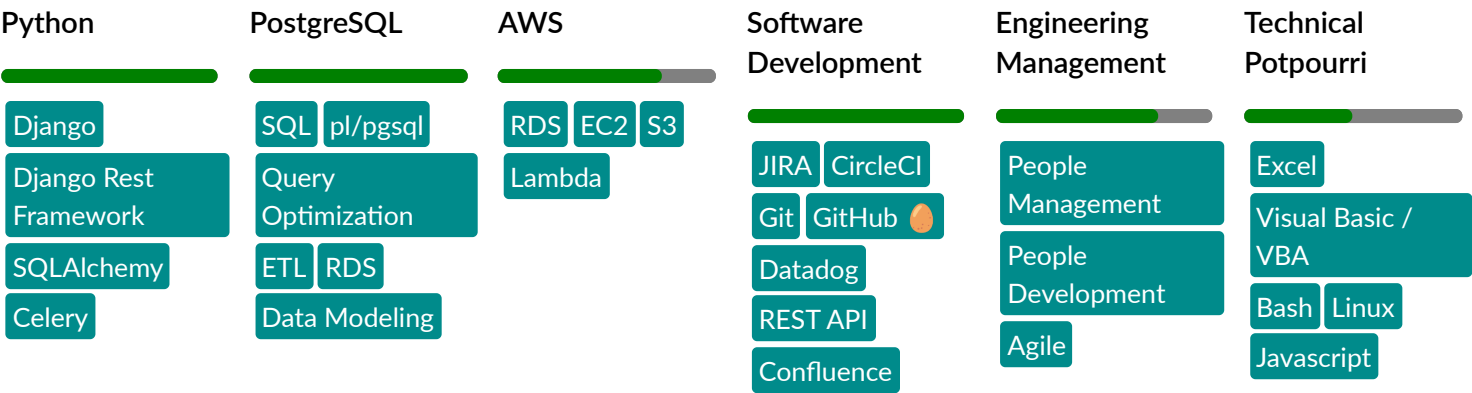 Python
Django
Django Rest
Framework
SQLAlchemy
Celery
PostgreSQL
SQL pl/pgsql
Query
Optimization
ETL RDS
Data Modeling
AWS
RDS EC2 S3
Lambda
Software
Development
JIRA CircleCI
Git GitHub 🥚
Datadog
REST API
Confluence
Engineering
Management
People
Management
People
Development
Agile
Technical
Potpourri
Excel
Visual Basic /
VBA
Bash Linux
Javascript